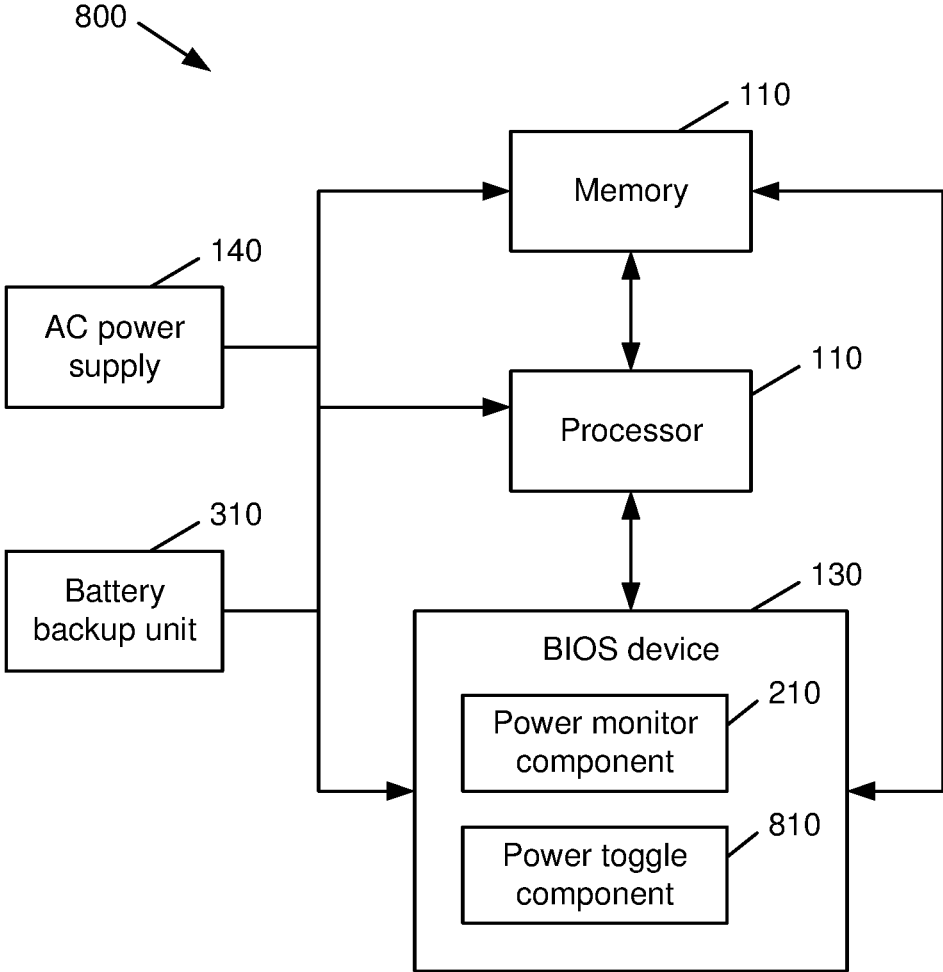 800
110
Memory
140
AC power
supply
110
Processor
310
Battery
backup unit
130
BIOS device
210
Power monitor
component
810
Power toggle
component